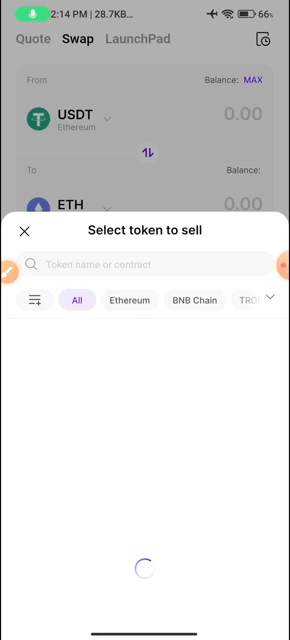 2:14 PM | 28.7KB... 66%
Quote Swap LaunchPad
From Balance: MAX
USDT 0.00
Ethereum
To Balance:
ETH 0.00
Select token to sell
Token name or contract
All Ethereum BNB Chain TRO